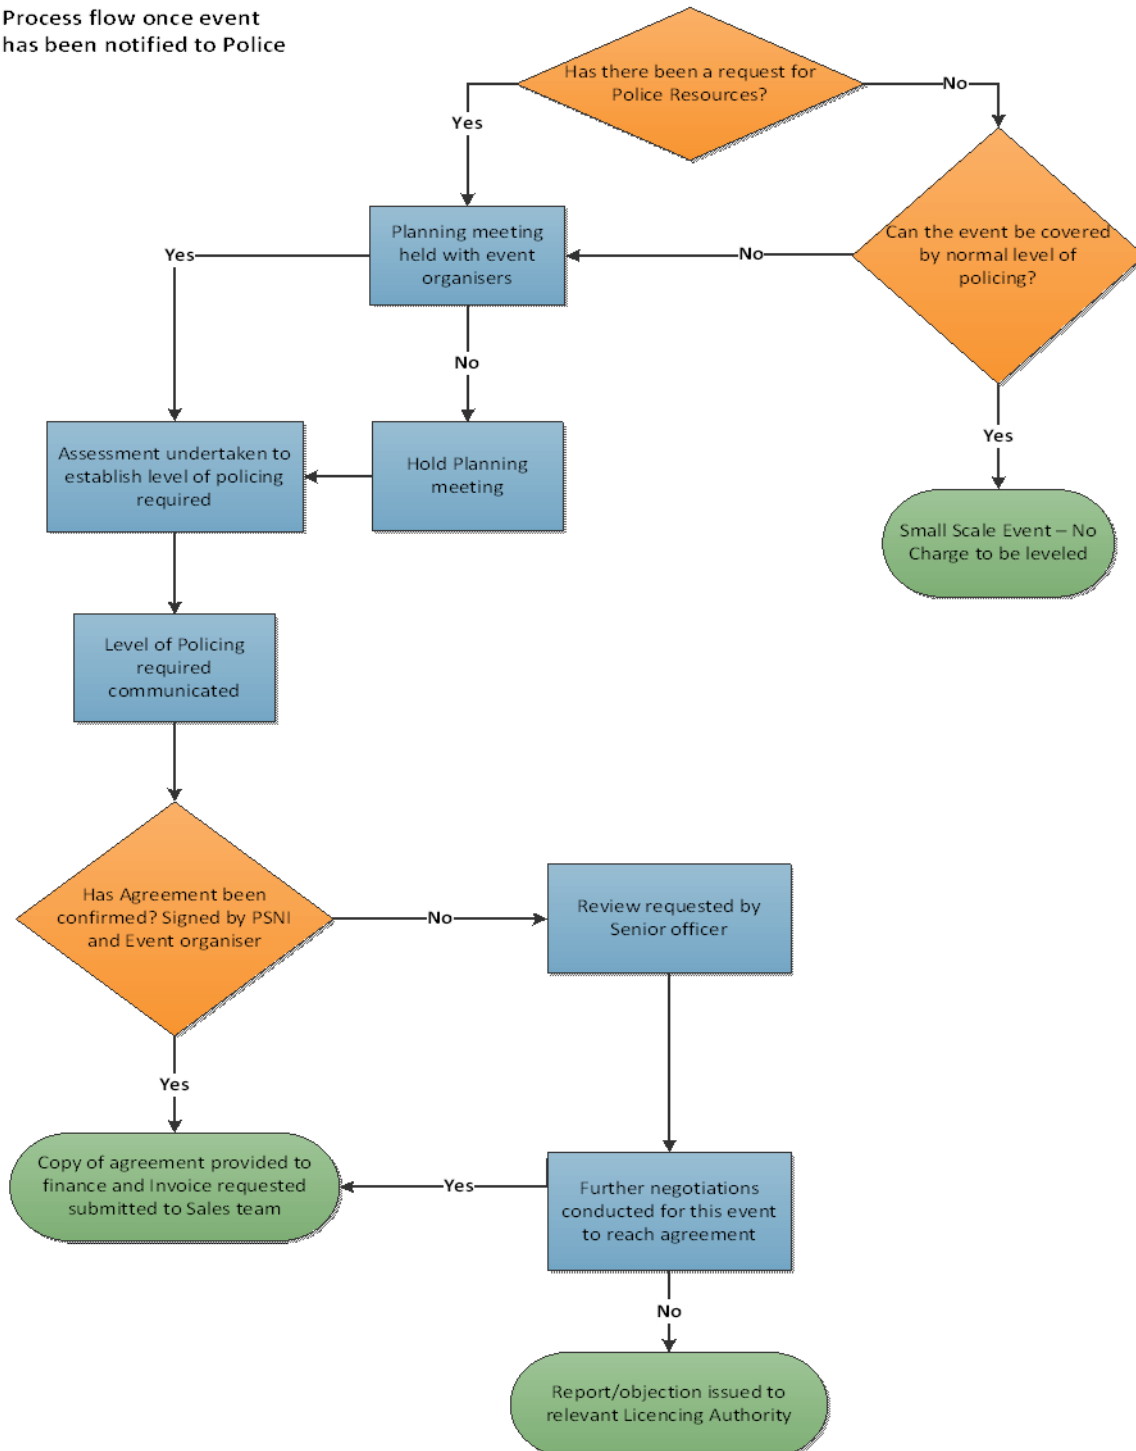 Process flow once event
has been notified to Police
Has there been a request for
Police Resources?
No
Yes
Planning meeting
held with event
organisers
Yes
No
Can the event be covered
by normal level of
policing?
No
Yes
Assessment undertaken to
establish level of policing
required
Hold Planning
meeting
Small Scale Event – No
Charge to be leveled
Level of Policing
required
communicated
Has Agreement been
confirmed? Signed by PSNI
and Event organiser
No
Review requested by
Senior officer
Yes
Copy of agreement provided to
finance and Invoice requested
submitted to Sales team
Yes
Further negotiations
conducted for this event
to reach agreement
No
Report/objection issued to
relevant Licencing Authority